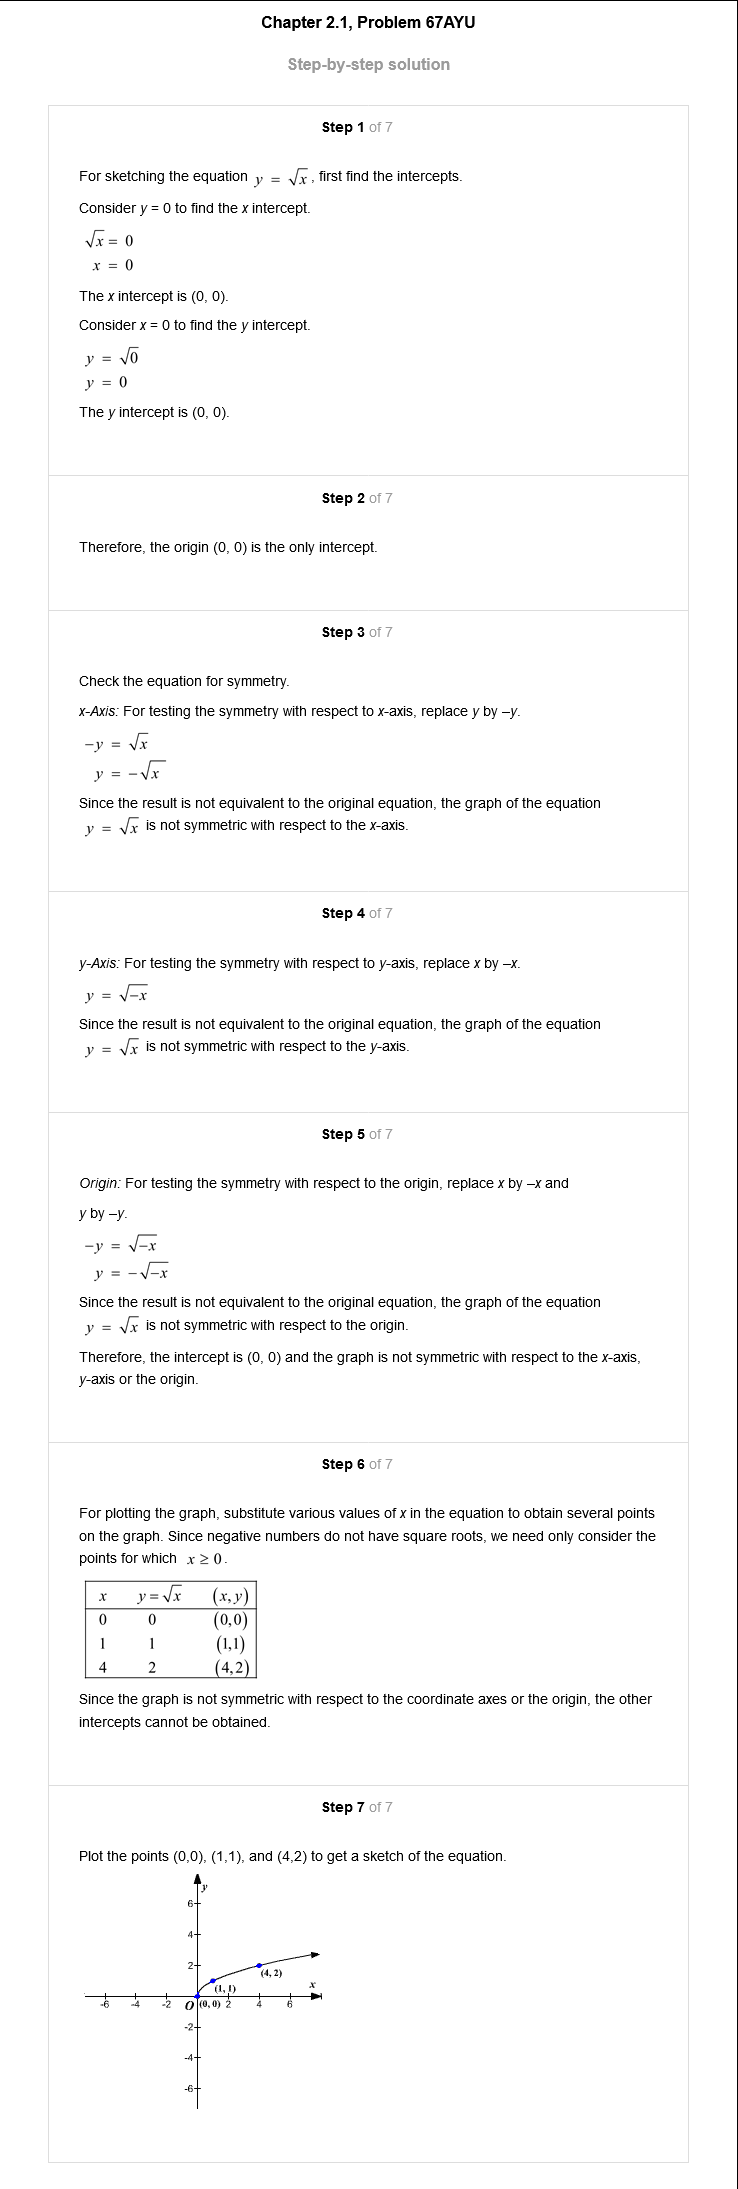 Chapter 2.1, Problem 67AYU
Step-by-step solution
Step 1 of 7
For sketching the equation y = √x, first find the intercepts.
Consider y = 0 to find the x intercept.
√x = 0
x = 0
The x intercept is (0, 0).
Consider x = 0 to find the y intercept.
y = √0
y = 0
The y intercept is (0, 0).
Step 2 of 7
Therefore, the origin (0, 0) is the only intercept.
Step 3 of 7
Check the equation for symmetry.
x-Axis: For testing the symmetry with respect to x-axis, replace y by –y.
−y = √x
y = −√x
Since the result is not equivalent to the original equation, the graph of the equation
y = √x is not symmetric with respect to the x-axis.
Step 4 of 7
y-Axis: For testing the symmetry with respect to y-axis, replace x by –x.
y = √−x
Since the result is not equivalent to the original equation, the graph of the equation
y = √x is not symmetric with respect to the y-axis.
Step 5 of 7
Origin: For testing the symmetry with respect to the origin, replace x by –x and
y by –y.
−y = √−x
y = −√−x
Since the result is not equivalent to the original equation, the graph of the equation
y = √x is not symmetric with respect to the origin.
Therefore, the intercept is (0, 0) and the graph is not symmetric with respect to the x-axis,
y-axis or the origin.
Step 6 of 7
For plotting the graph, substitute various values of x in the equation to obtain several points
on the graph. Since negative numbers do not have square roots, we need only consider the
points for which x ≥ 0.
x y = √x (x, y)
0 0 (0,0)
1 1 (1,1)
4 2 (4,2)
Since the graph is not symmetric with respect to the coordinate axes or the origin, the other
intercepts cannot be obtained.
Step 7 of 7
Plot the points (0,0), (1,1), and (4,2) to get a sketch of the equation.
y
6
4
2
(4, 2)
(1, 1)
x
-6 -4 -2 O (0, 0) 2 4 6
-2
-4
-6